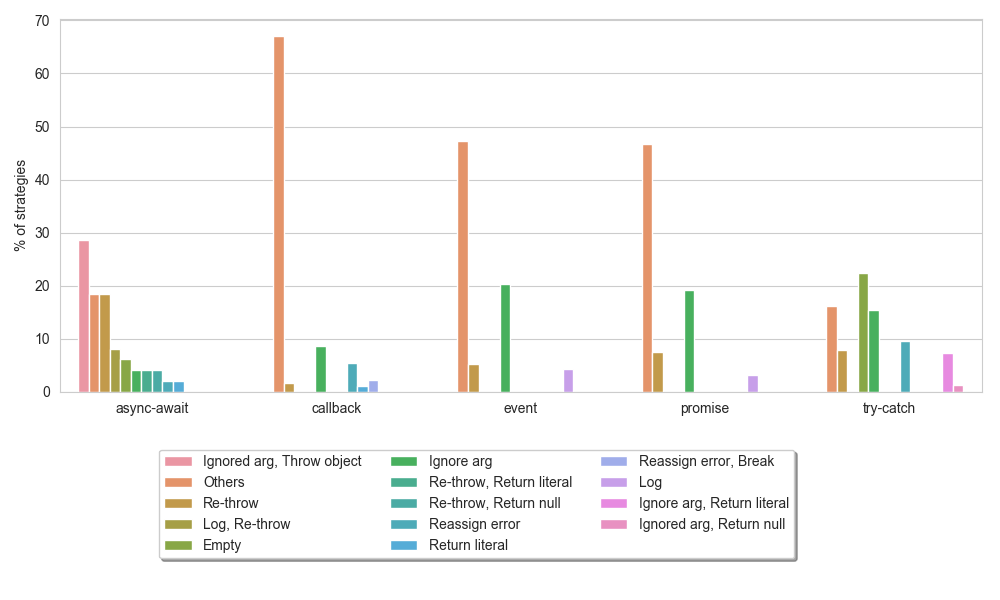 70
60
50
40
30
20
10
0
% of strategies
async-await
callback
event
promise
try-catch
Ignored arg, Throw object
Others
Re-throw
Log, Re-throw
Empty
Ignore arg
Re-throw, Return literal
Re-throw, Return null
Reassign error
Return literal
Reassign error, Break
Log
Ignore arg, Return literal
Ignored arg, Return null